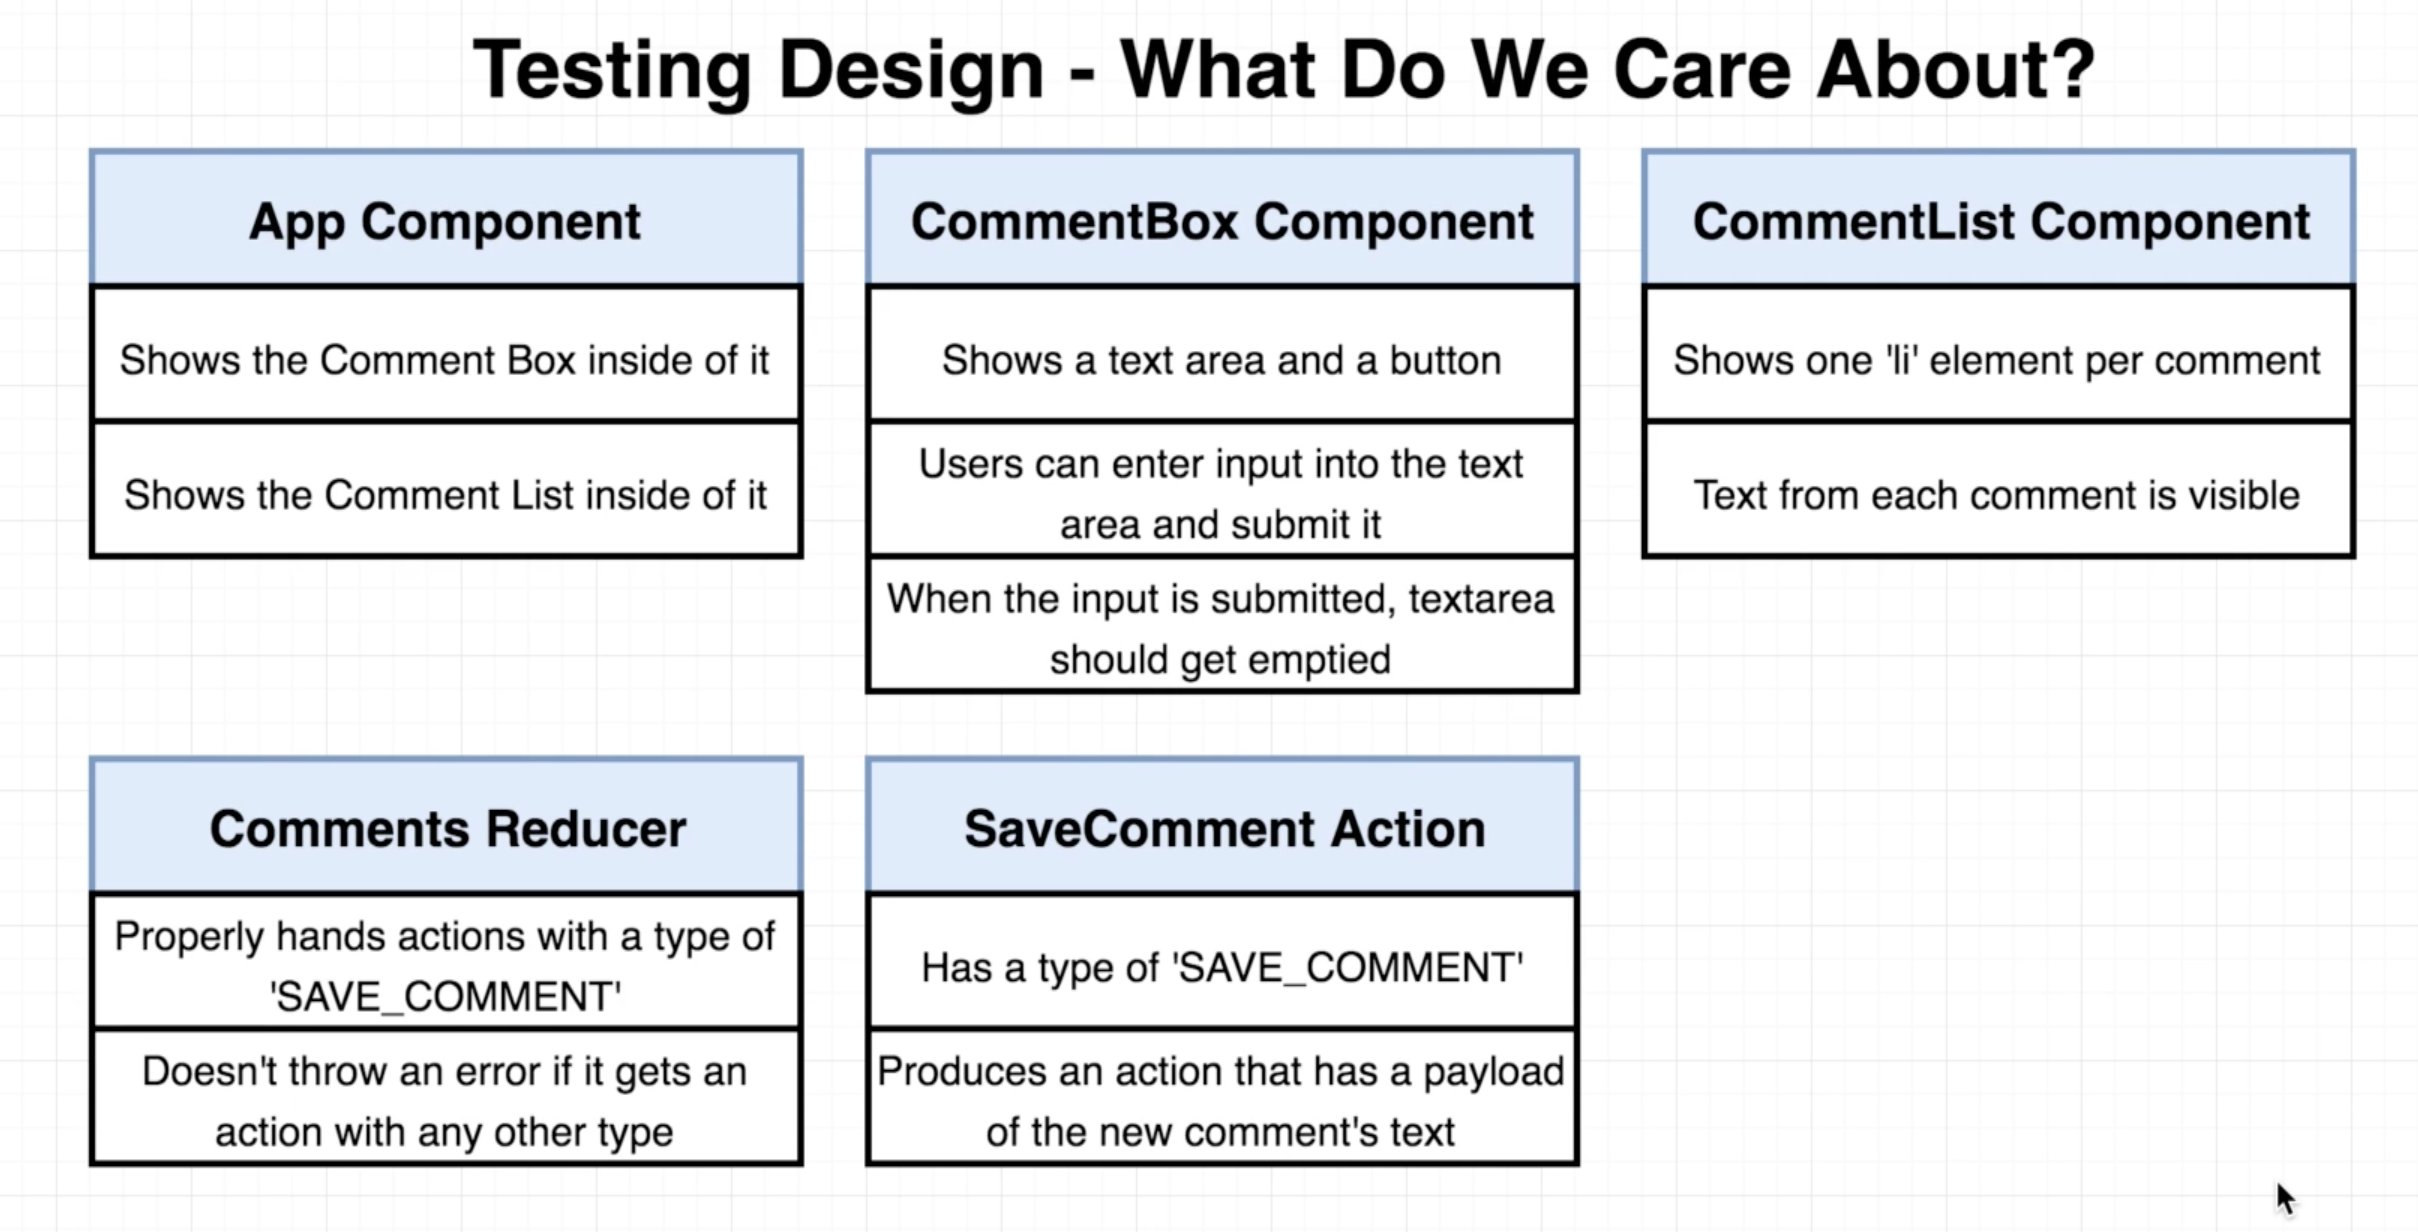 Testing Design - What Do We Care About?
App Component
Shows the Comment Box inside of it
Shows the Comment List inside of it
CommentBox Component
Shows a text area and a button
Users can enter input into the text
area and submit it
When the input is submitted, textarea
should get emptied
CommentList Component
Shows one 'li' element per comment
Text from each comment is visible
Comments Reducer
Properly hands actions with a type of
'SAVE_COMMENT'
Doesn't throw an error if it gets an
action with any other type
SaveComment Action
Has a type of 'SAVE_COMMENT'
Produces an action that has a payload
of the new comment's text